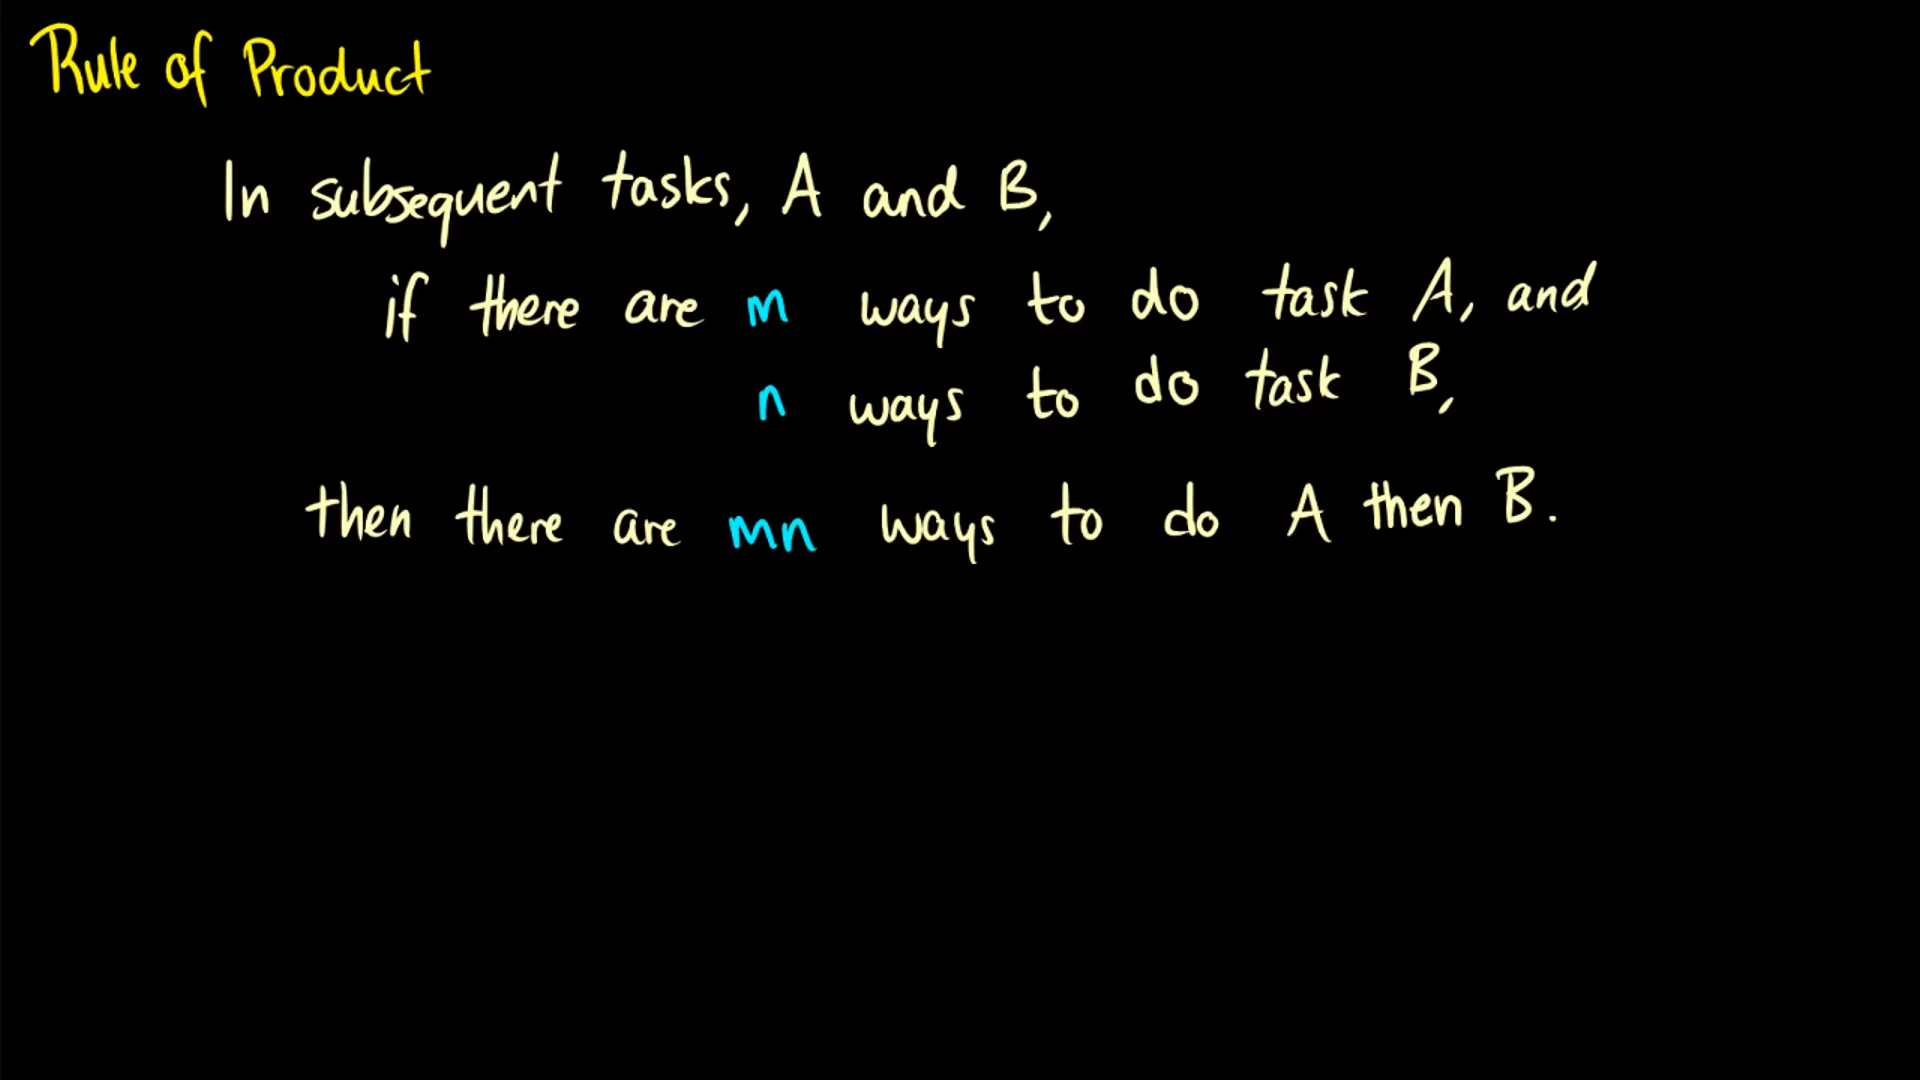 Rule of Product
In subsequent tasks, A and B,
if there are m ways to do task A, and
n ways to do task B,
then there are mn ways to do A then B.